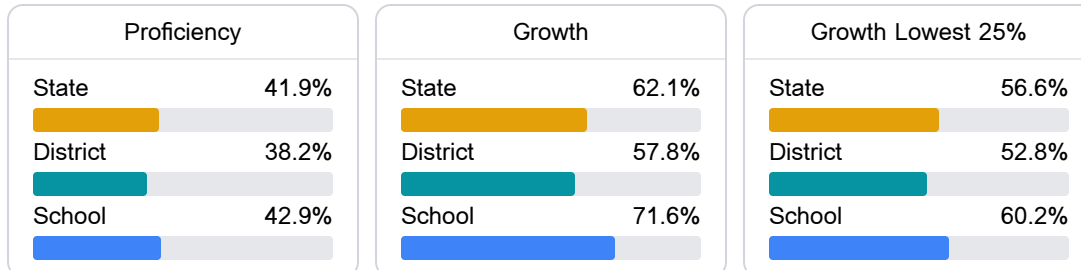 Proficiency
State 41.9%
District 38.2%
School 42.9%
Growth
State 62.1%
District 57.8%
School 71.6%
Growth Lowest 25%
State 56.6%
District 52.8%
School 60.2%